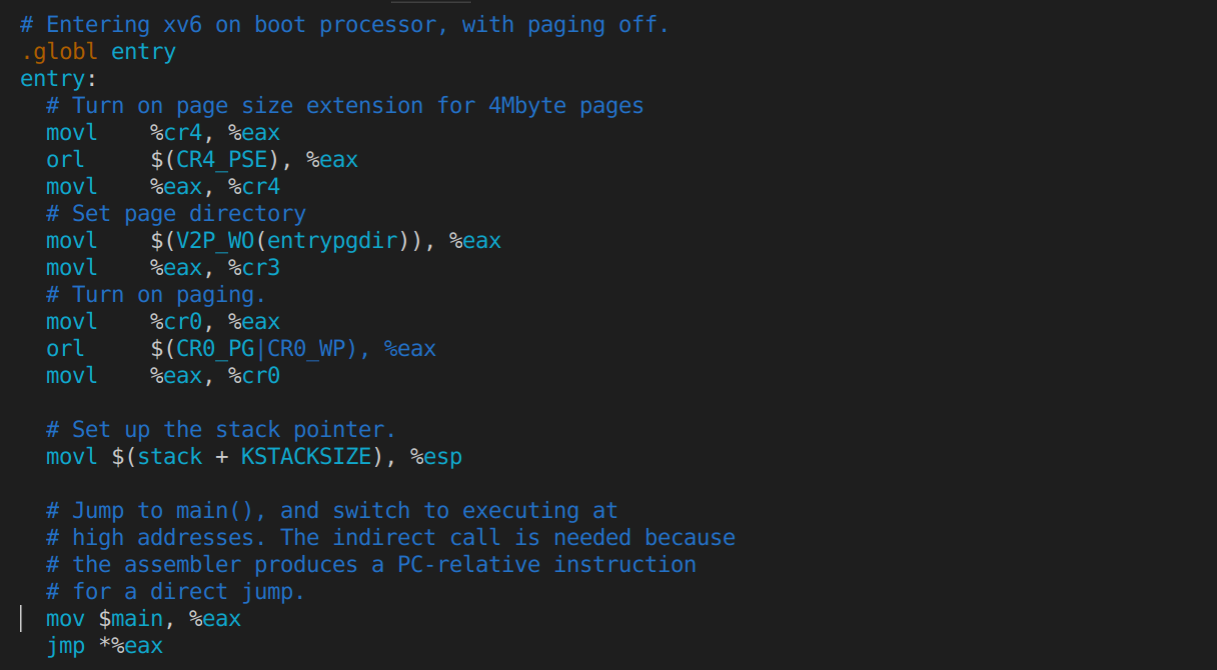 # Entering xv6 on boot processor, with paging off.
.globl entry
entry:
  # Turn on page size extension for 4Mbyte pages
  movl    %cr4, %eax
  orl     $(CR4_PSE), %eax
  movl    %eax, %cr4
  # Set page directory
  movl    $(V2P_WO(entrypgdir)), %eax
  movl    %eax, %cr3
  # Turn on paging.
  movl    %cr0, %eax
  orl     $(CR0_PG|CR0_WP), %eax
  movl    %eax, %cr0

  # Set up the stack pointer.
  movl $(stack + KSTACKSIZE), %esp

  # Jump to main(), and switch to executing at
  # high addresses. The indirect call is needed because
  # the assembler produces a PC-relative instruction
  # for a direct jump.
  mov $main, %eax
  jmp *%eax